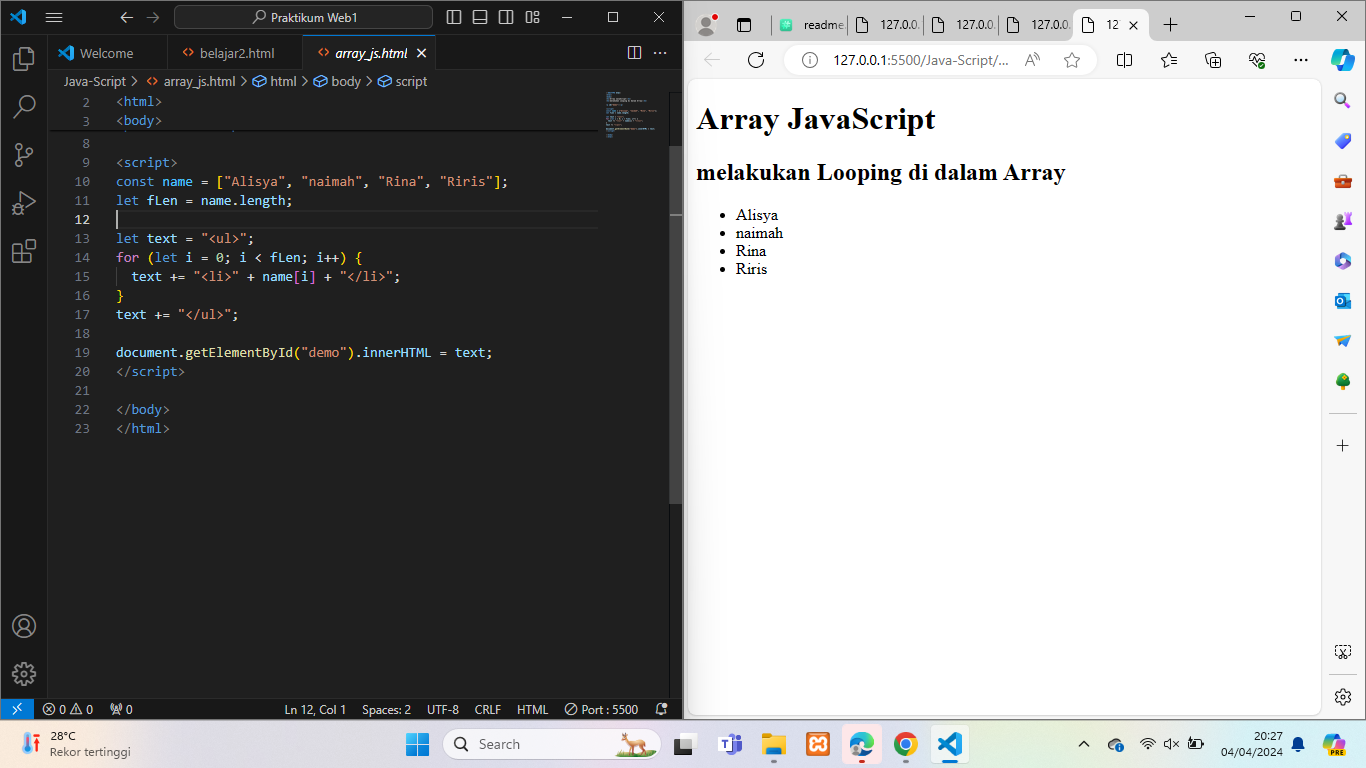 Praktikum Web1
Welcome
belajar2.html
array_js.html
Java-Script > array_js.html > html > body > script
2 <html>
3 <body>
8
9 <script>
10 const name = ["Alisya", "naimah", "Rina", "Riris"];
11 let fLen = name.length;
12
13 let text = "<ul>";
14 for (let i = 0; i < fLen; i++) {
15 text += "<li>" + name[i] + "</li>";
16 }
17 text += "</ul>";
18
19 document.getElementById("demo").innerHTML = text;
20 </script>
21
22 </body>
23 </html>
0 0 0 Ln 12, Col 1 Spaces: 2 UTF-8 CRLF HTML Port : 5500
readme 127.0.0. 127.0.0. 127.0.0. 12
127.0.0.1:5500/Java-Script/...
Array JavaScript
melakukan Looping di dalam Array
• Alisya
• naimah
• Rina
• Riris
28°C
Rekor tertinggi
Search
20:27
04/04/2024
PRE